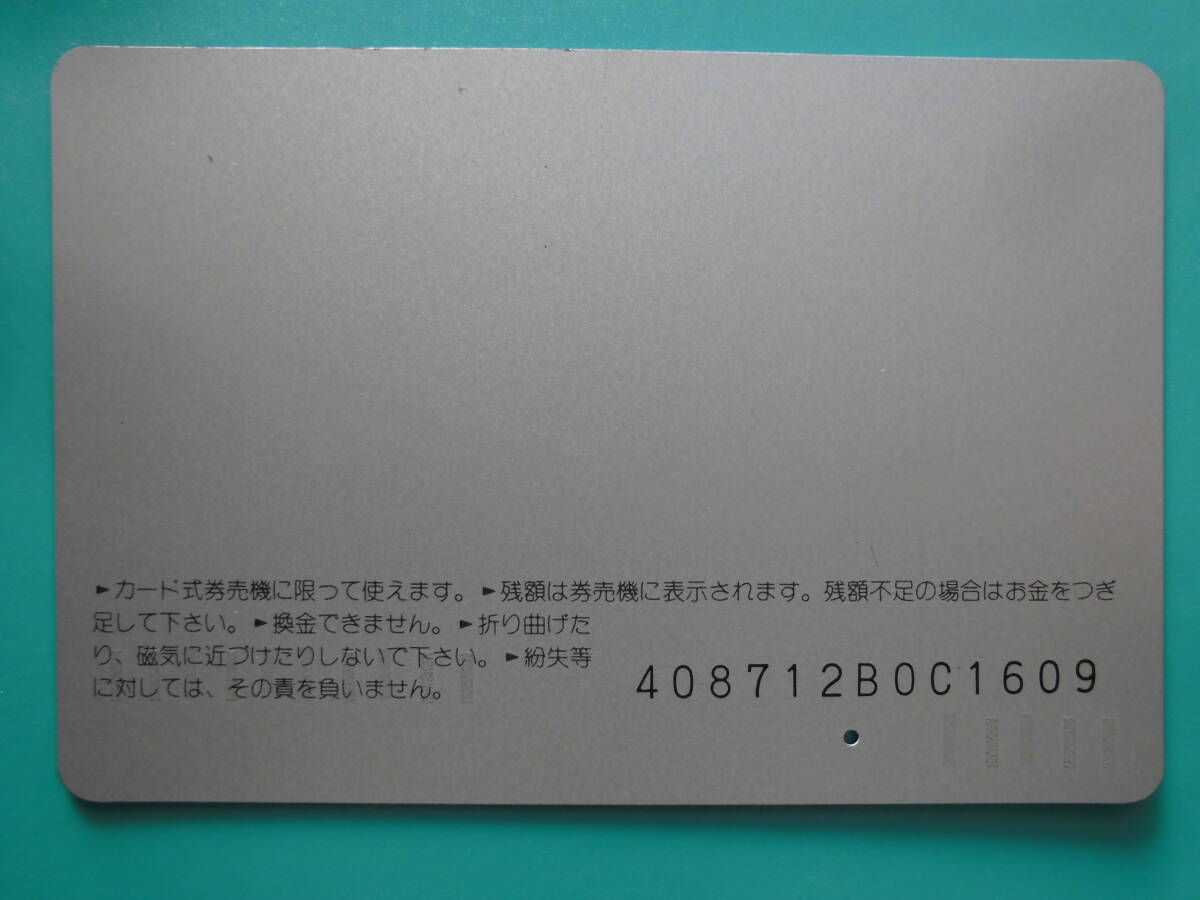 ►カード式券売機に限って使えます。►残額は券売機に表示されます。残額不足の場合はお金をつぎ
足して下さい。►換金できません。►折り曲げた
り、磁気に近づけたりしないで下さい。►紛失等
に対しては、その責を負いません。
408712B0C1609